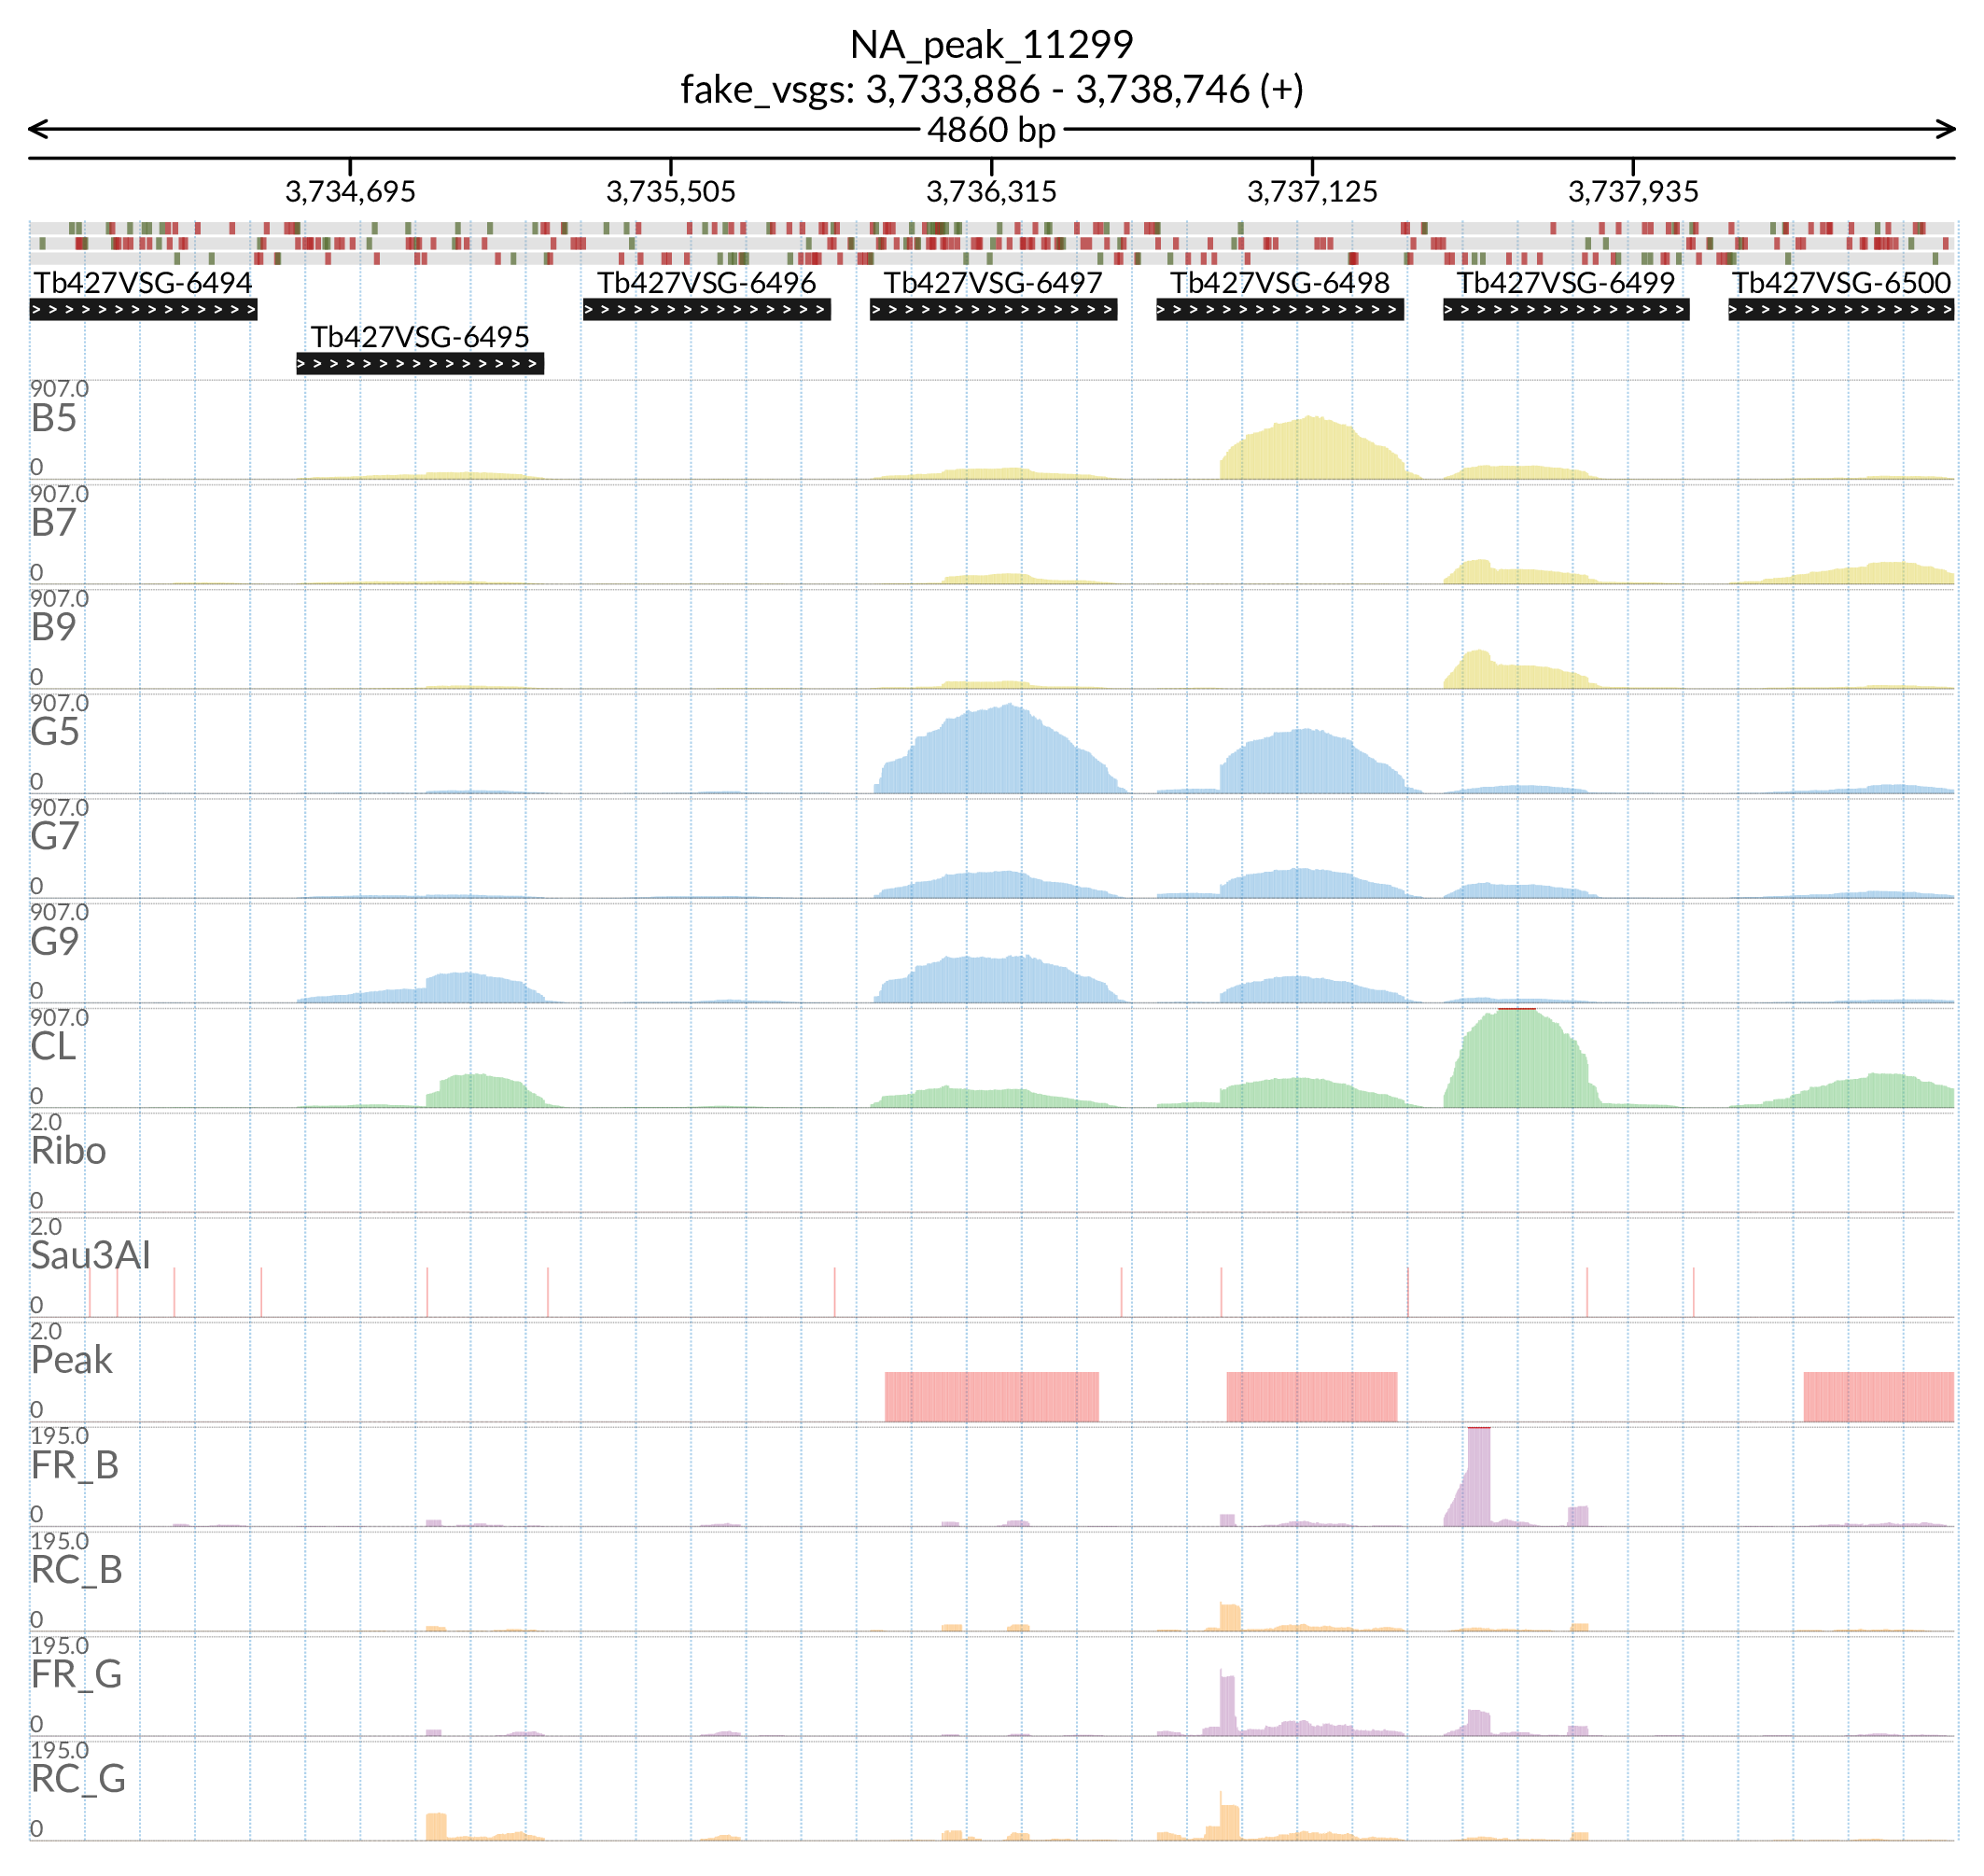 NA_peak_11299
fake_vsgs: 3,733,886 - 3,738,746 (+)
4860 bp
3,734,695 3,735,505 3,736,315 3,737,125 3,737,935
Tb427VSG-6494 Tb427VSG-6496 Tb427VSG-6497 Tb427VSG-6498 Tb427VSG-6499 Tb427VSG-6500
Tb427VSG-6495
907.0
B5
0
907.0
B7
0
907.0
B9
0
907.0
G5
0
907.0
G7
0
907.0
G9
0
907.0
CL
0
2.0
Ribo
0
2.0
Sau3AI
0
2.0
Peak
0
195.0
FR_B
0
195.0
RC_B
0
195.0
FR_G
0
195.0
RC_G
0